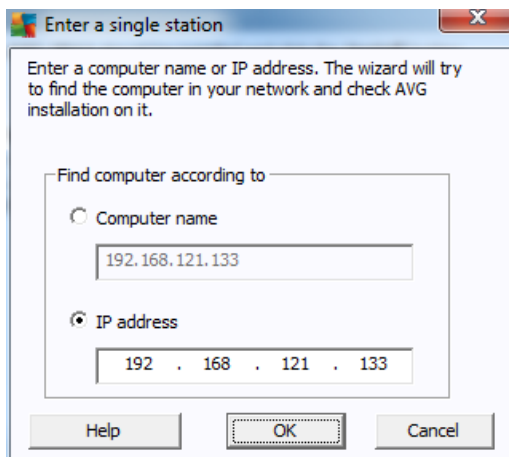 Enter a single station
Enter a computer name or IP address. The wizard will try
to find the computer in your network and check AVG
installation on it.
Find computer according to
Computer name
192.168.121.133
IP address
192 . 168 . 121 . 133
Help OK Cancel